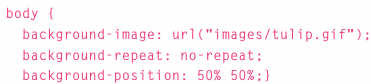 body {
  background-image: url("images/tulip.gif");
  background-repeat: no-repeat;
  background-position: 50% 50%;}